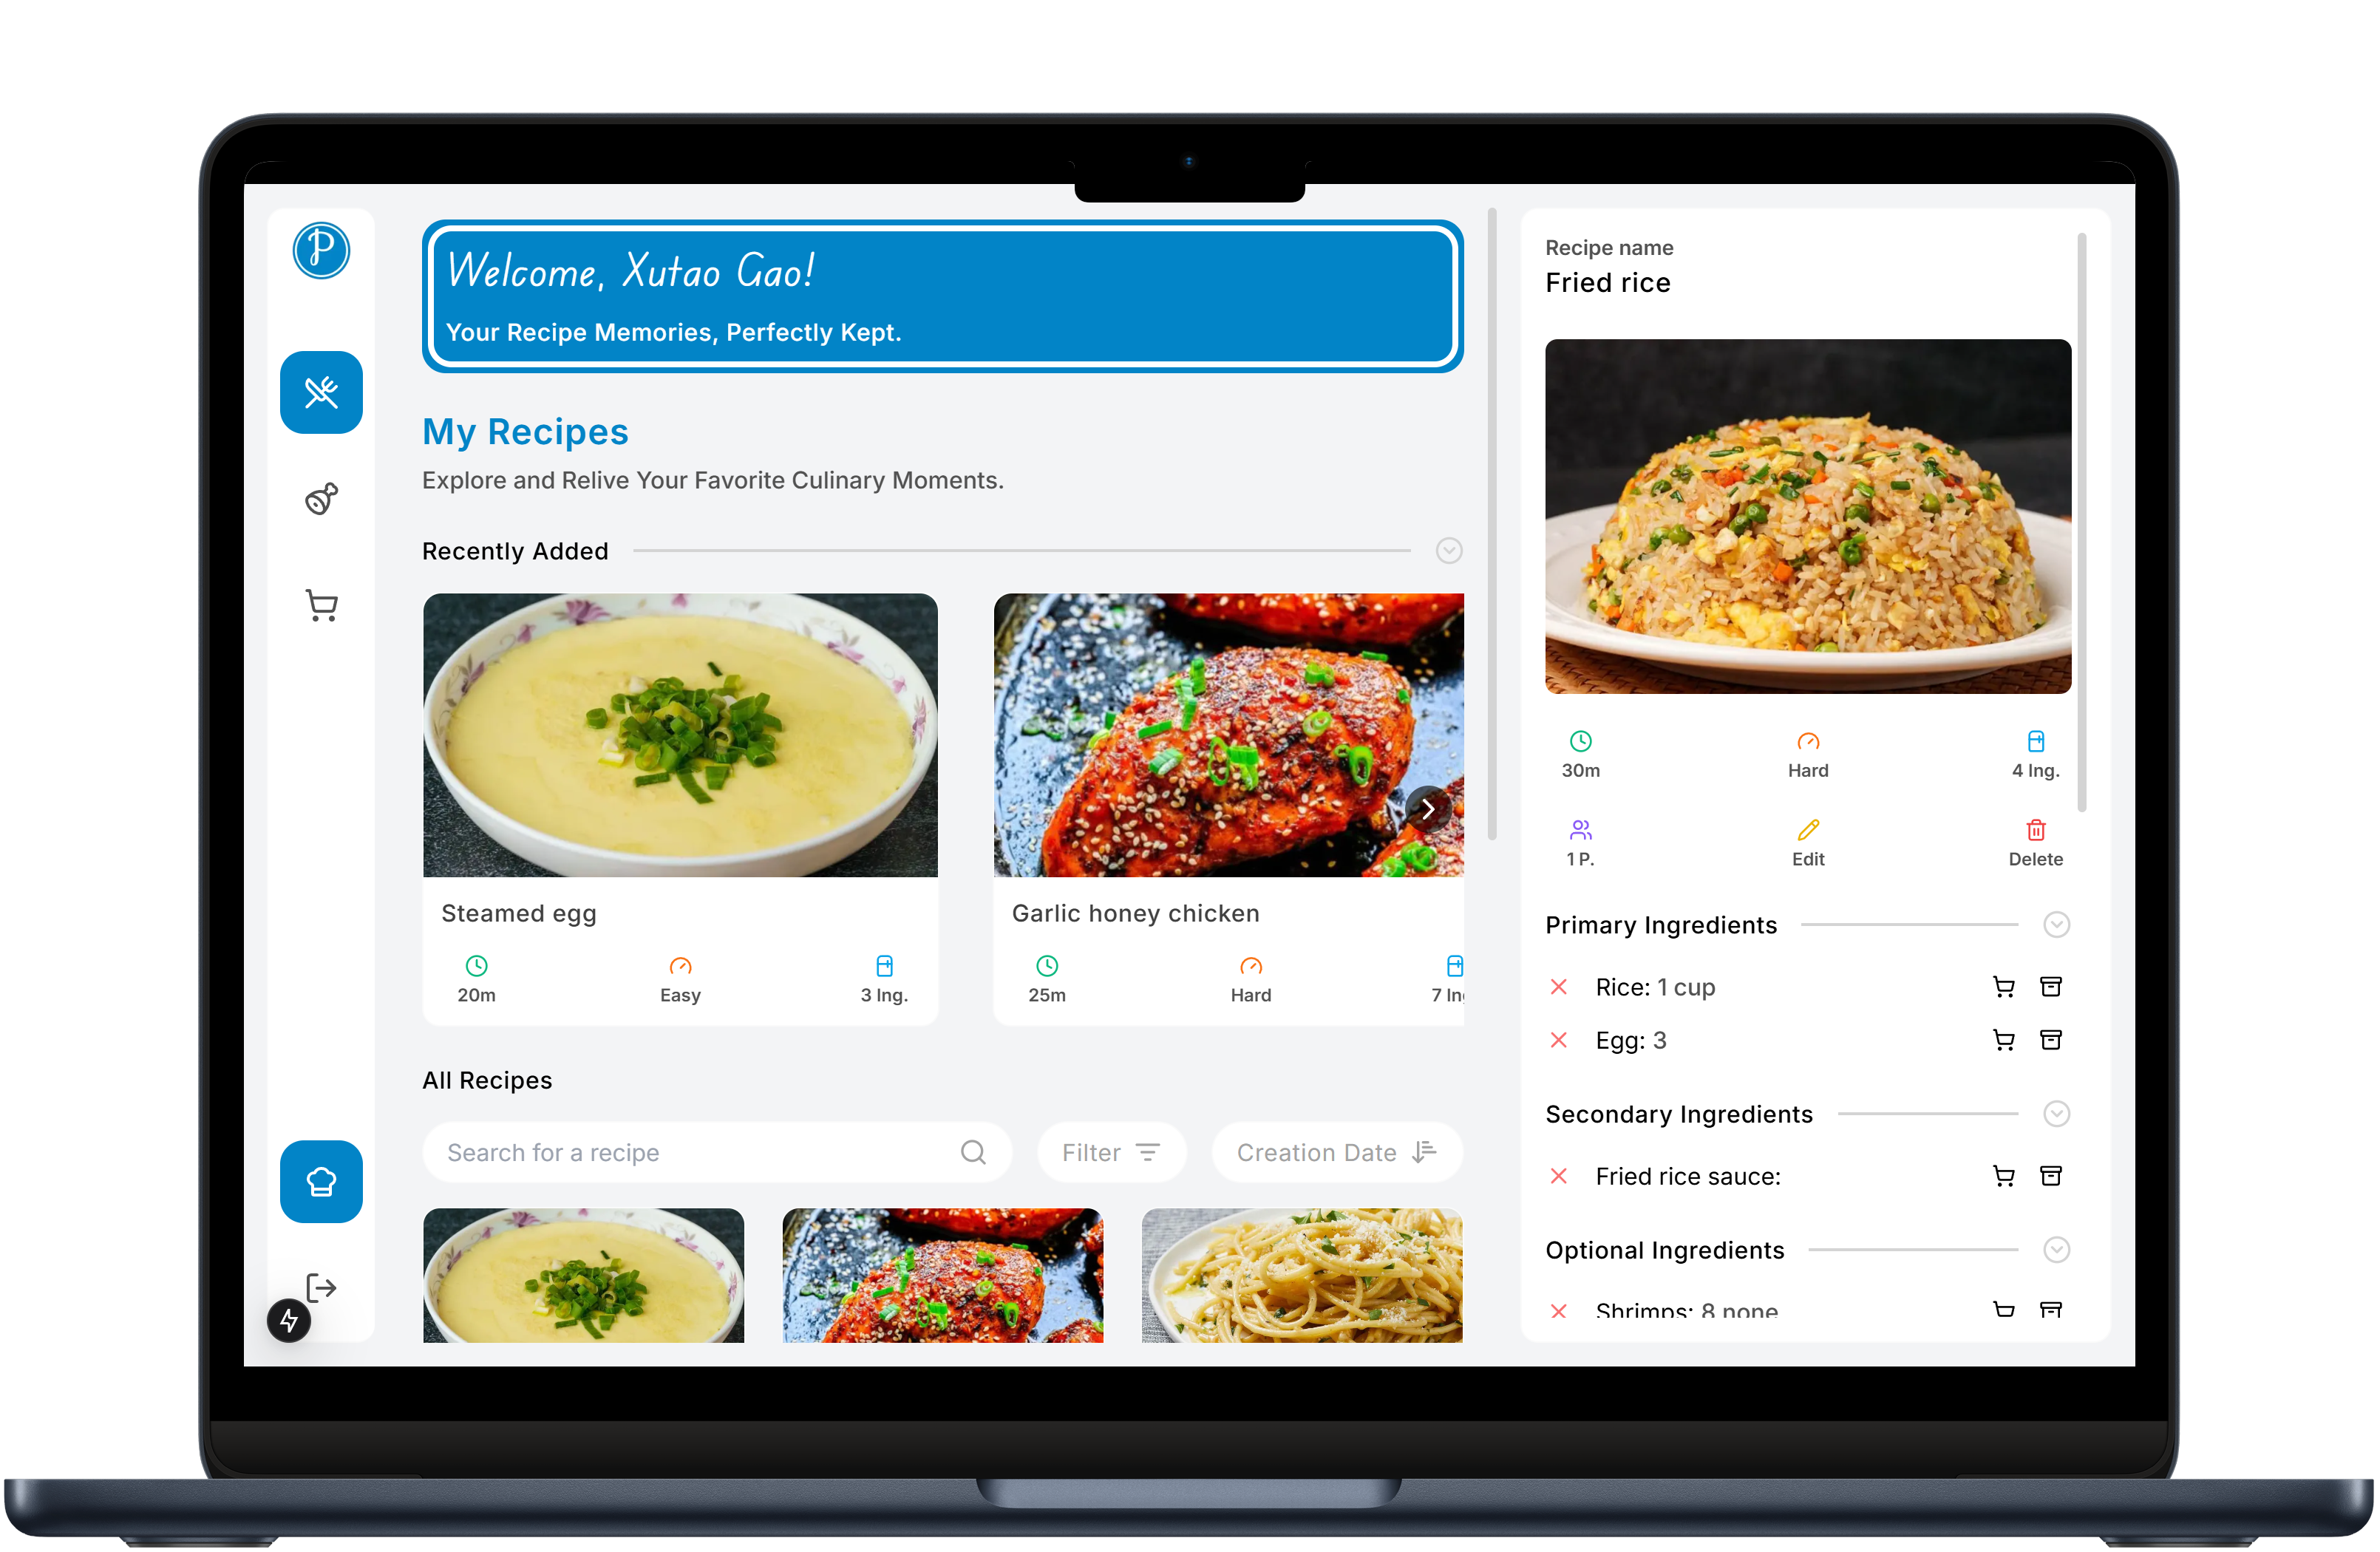 P
Welcome, Xutao Gao!
Your Recipe Memories, Perfectly Kept.
My Recipes
Explore and Relive Your Favorite Culinary Moments.
Recently Added
Steamed egg
20m
Easy
3 Ing.
Garlic honey chicken
25m
Hard
7 Ing
All Recipes
Search for a recipe
Filter
Creation Date
Recipe name
Fried rice
30m
Hard
4 Ing.
1 P.
Edit
Delete
Primary Ingredients
Rice: 1 cup
Egg: 3
Secondary Ingredients
Fried rice sauce:
Optional Ingredients
Shrimps: 8 none